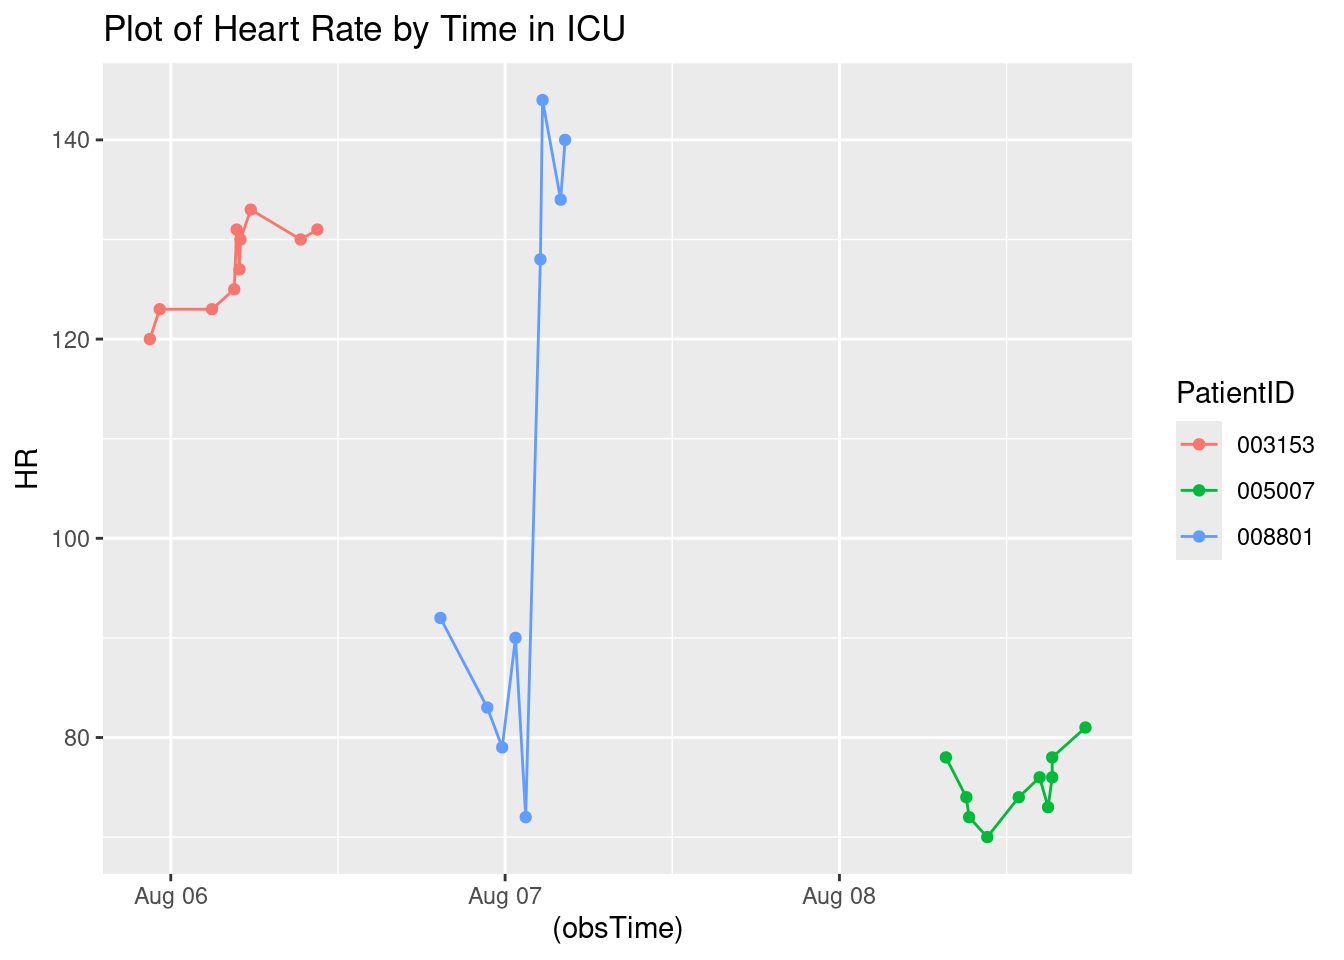 Plot of Heart Rate by Time in ICU
140
120
100
80
HR
Aug 06
Aug 07
Aug 08
(obsTime)
PatientID
003153
005007
008801